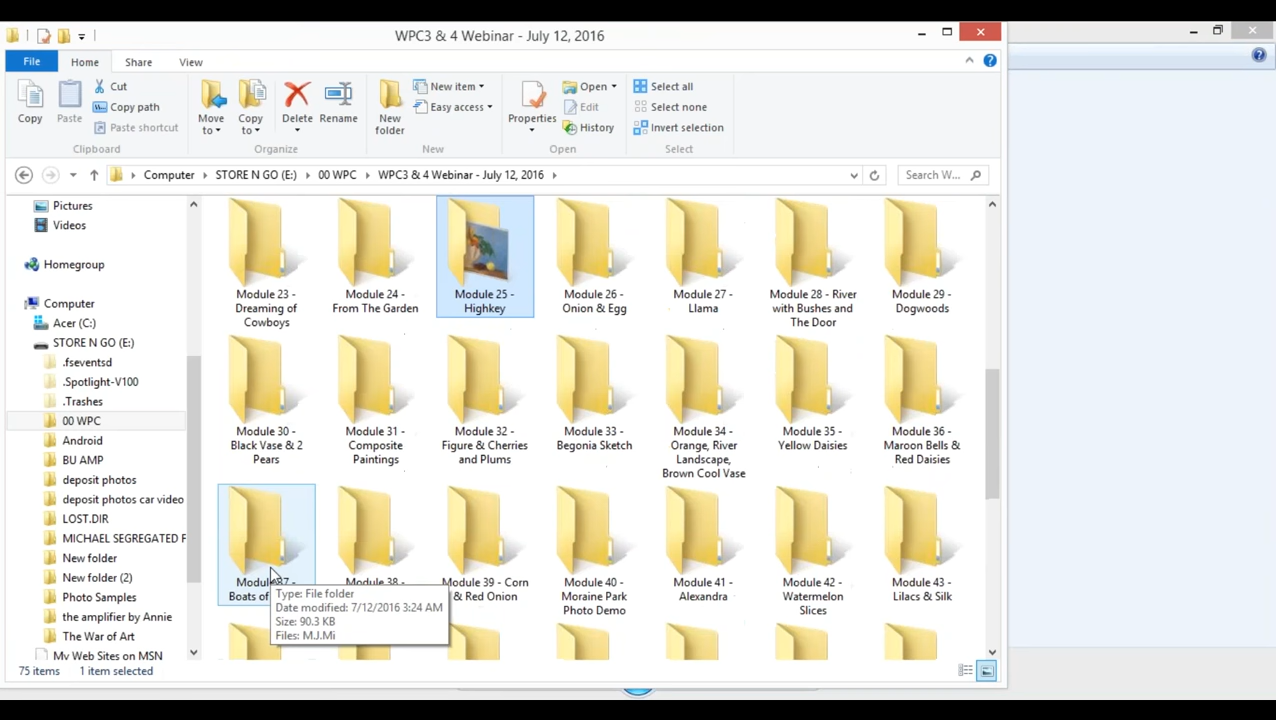 WPC3 & 4 Webinar - July 12, 2016
File Home Share View
Copy
Paste
Cut
Copy path
Paste shortcut
Clipboard
Move to
Copy to
Delete
Rename
Organize
New folder
New item
Easy access
New
Properties
Open
Edit
History
Open
Select all
Select none
Invert selection
Select
Computer STORE N GO (E:) 00 WPC WPC3 & 4 Webinar - July 12, 2016
Search W...
Pictures
Videos
Homegroup
Computer
Acer (C:)
STORE N GO (E:)
.fseventsd
.Spotlight-V100
.Trashes
00 WPC
Android
BU AMP
deposit photos
deposit photos car video
LOST.DIR
MICHAEL SEGREGATED F
New folder
New folder (2)
Photo Samples
the amplifier by Annie
The War of Art
My Web Sites on MSN
Module 23 -
Dreaming of
Cowboys
Module 24 -
From The Garden
Module 25 -
Highkey
Module 26 -
Onion & Egg
Module 27 -
Llama
Module 28 - River
with Bushes and
The Door
Module 29 -
Dogwoods
Module 30 -
Black Vase & 2
Pears
Module 31 -
Composite
Paintings
Module 32 -
Figure & Cherries
and Plums
Module 33 -
Begonia Sketch
Module 34 -
Orange, River
Landscape,
Brown Cool Vase
Module 35 -
Yellow Daisies
Module 36 -
Maroon Bells &
Red Daisies
Module 37 -
Boats of
Module 38 -
Module 39 - Corn
& Red Onion
Module 40 -
Moraine Park
Photo Demo
Module 41 -
Alexandra
Module 42 -
Watermelon
Slices
Module 43 -
Lilacs & Silk
Type: File folder
Date modified: 7/12/2016 3:24 AM
Size: 90.3 KB
Files: M.J.Mi
75 items 1 item selected